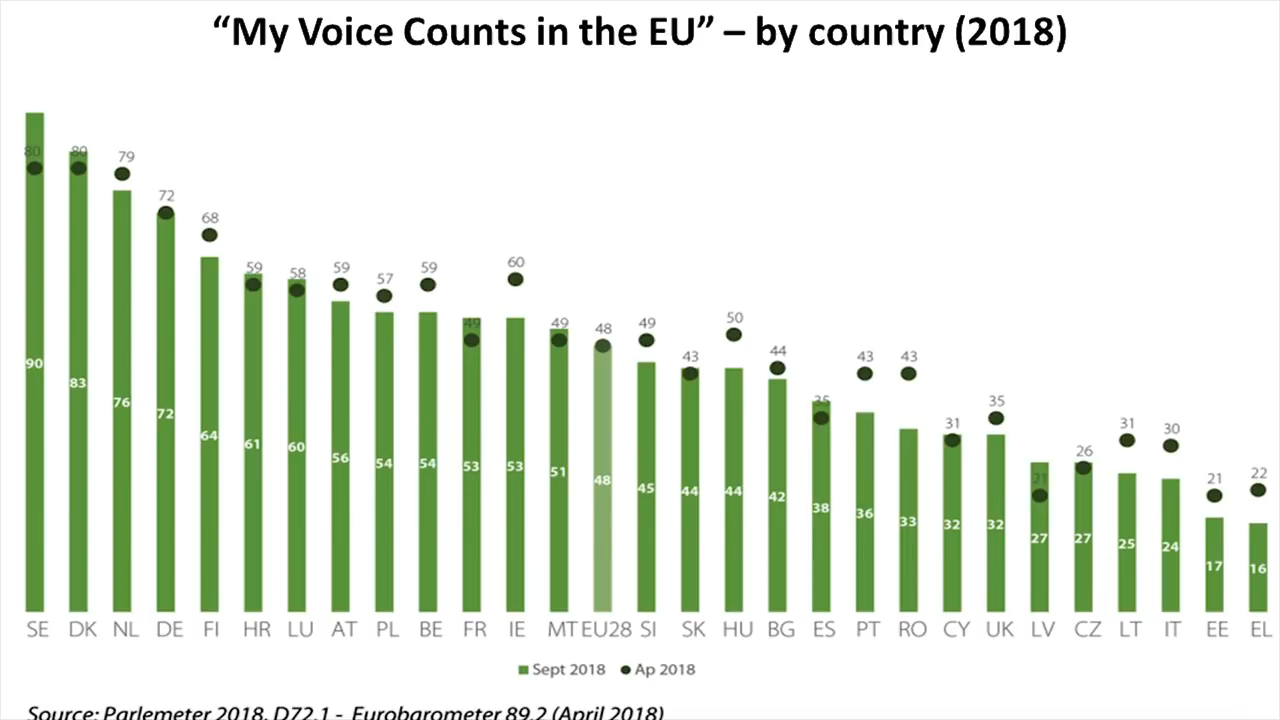 “My Voice Counts in the EU” – by country (2018)
80 80 79 72 68 59 58 59 57 59 49 60 49 48 49 43 50 44 35 43 43 31 35 21 26 31 30 21 22
90 83 76 72 64 61 60 56 54 54 53 53 51 48 45 44 44 42 38 36 33 32 32 27 27 25 24 17 16
SE DK NL DE FI HR LU AT PL BE FR IE MT EU28 SI SK HU BG ES PT RO CY UK LV CZ LT IT EE EL
Sept 2018 Ap 2018
Source: Parlemeter 2018, D72.1 - Eurobarometer 89.2 (April 2018)